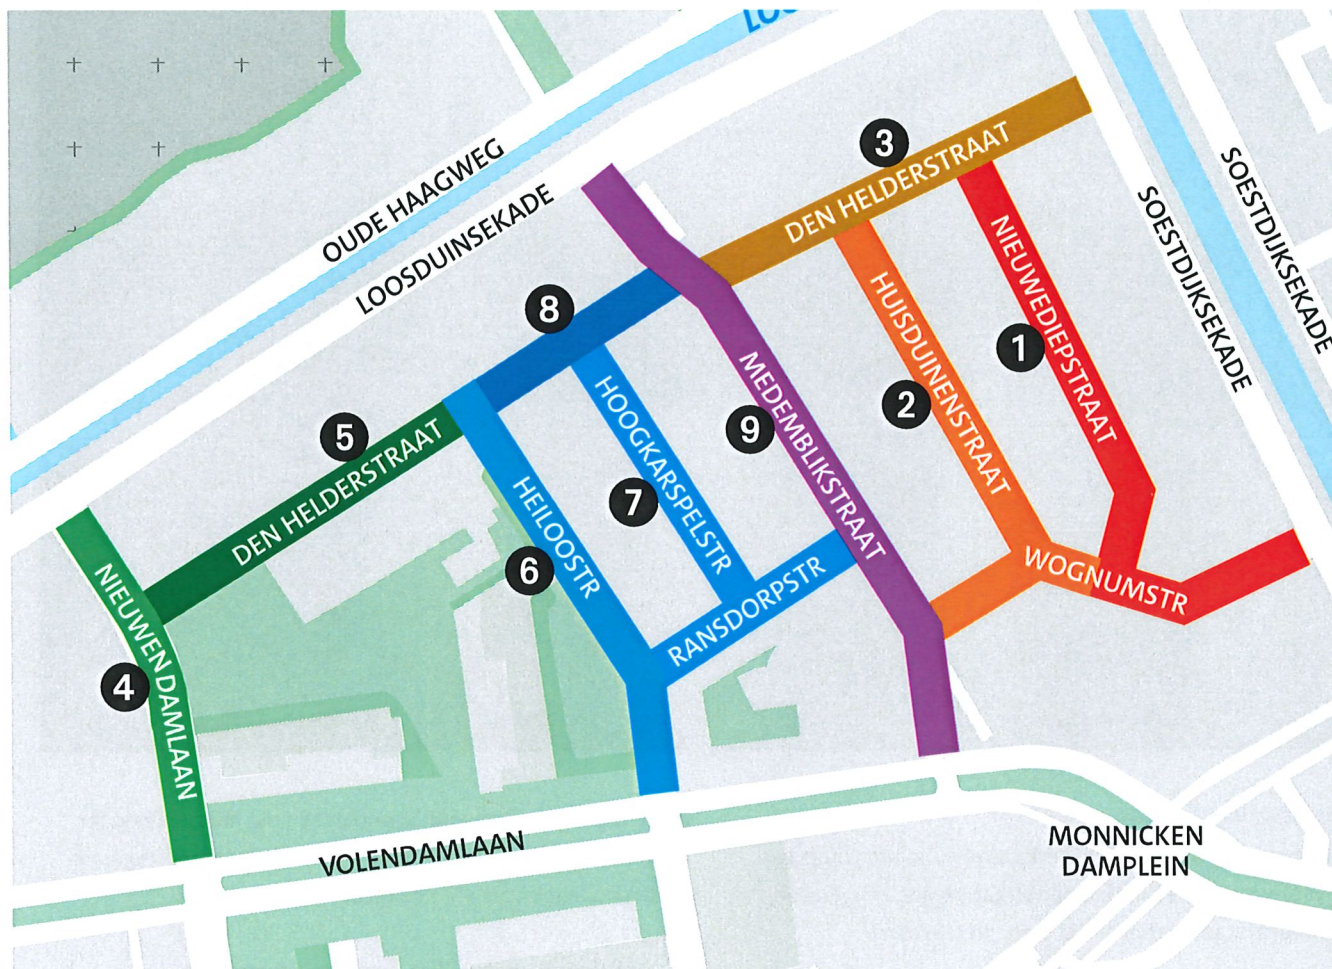 OUDE HAAGWEG
LOOSDUINSEKADE
SOESTDIJKSEKADE
SOESTDIJKSEKADE
3
DEN HELDERSTRAAT
NIEUWEDIEPSTRAAT
1
HUISDUINENSTRAAT
2
8
MEDEMBLIKSTRAAT
9
HOOGKARSPELSTR
7
5
DEN HELDERSTRAAT
HEILOOSTR
6
RANSDORPSTR
WOGNUMSTR
NIEUWENDAMLAAN
4
VOLENDAMLAAN
MONNICKEN
DAMPLEIN